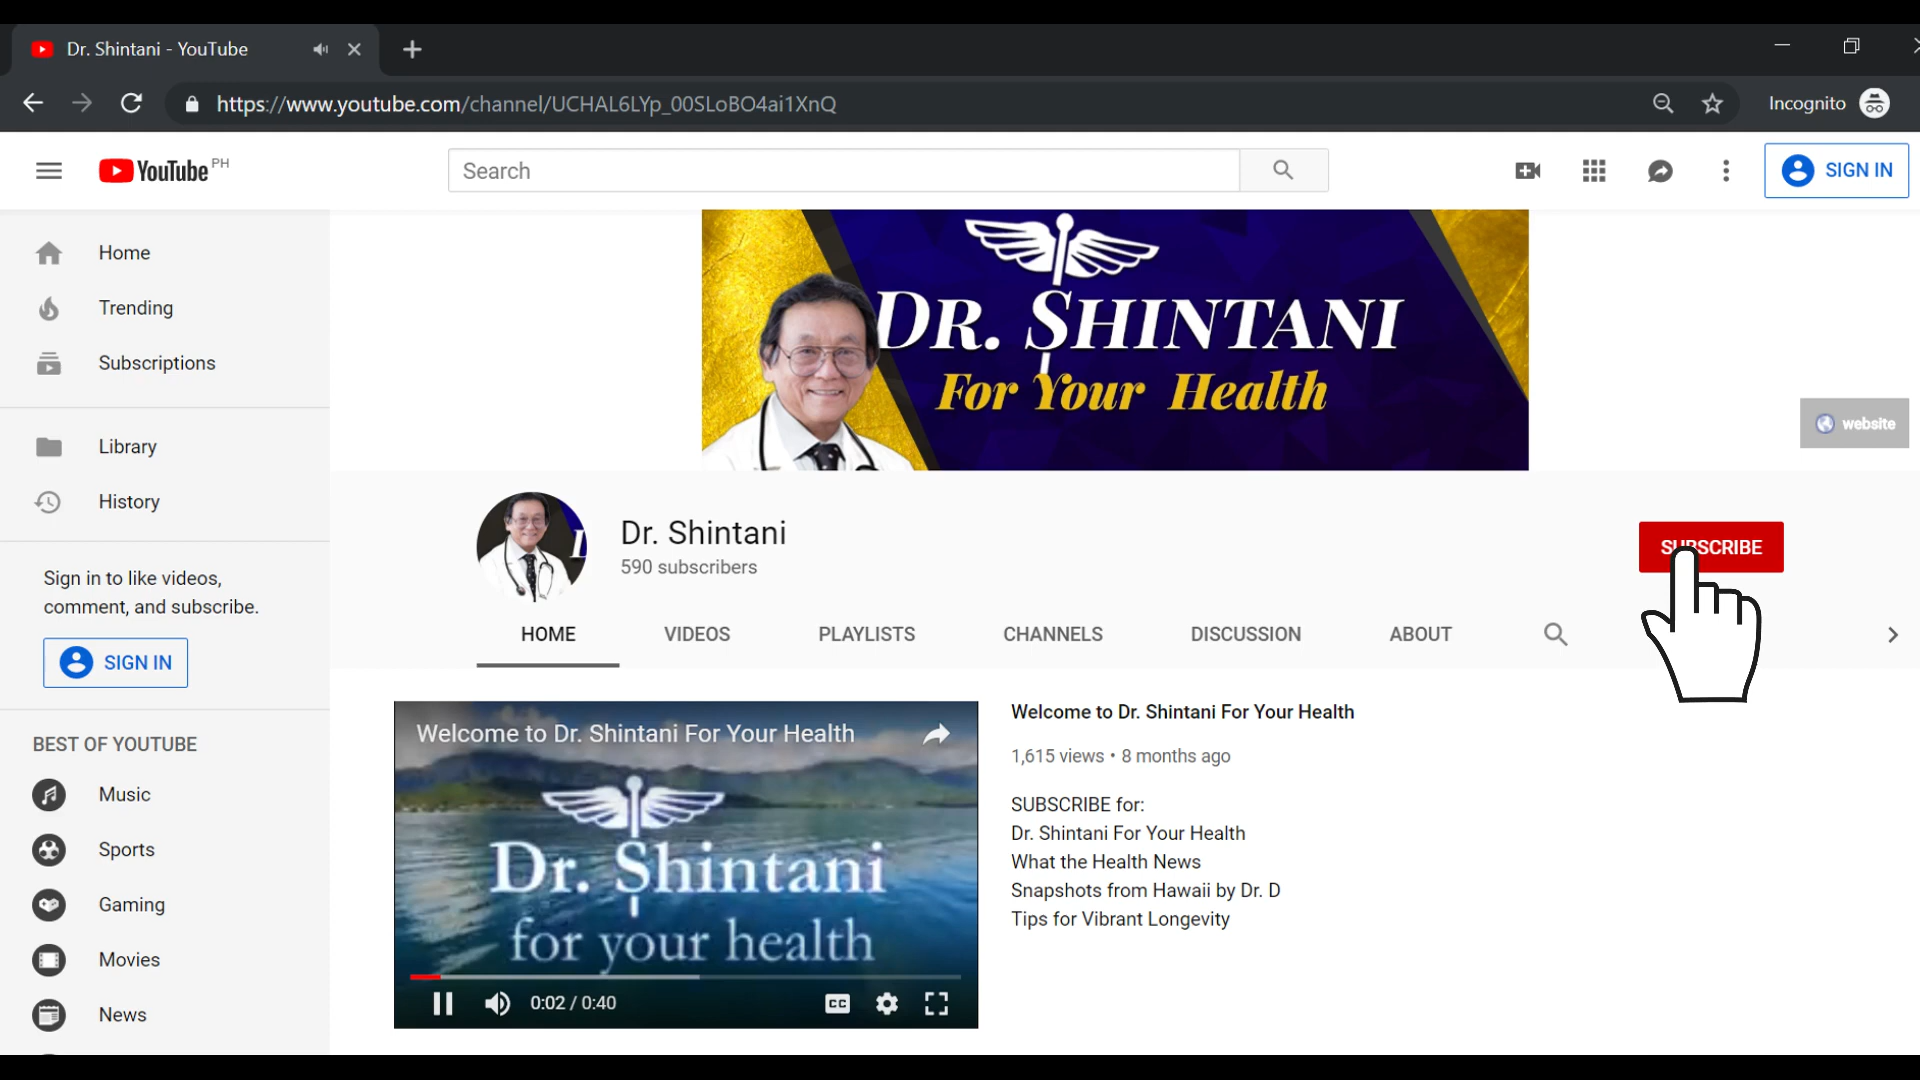 Dr. Shintani - YouTube
https://www.youtube.com/channel/UCHAL6LYp_00SLoBO4ai1XnQ
Incognito
YouTube PH
Search
SIGN IN
Home
Trending
Subscriptions
Library
History
Sign in to like videos,
comment, and subscribe.
SIGN IN
BEST OF YOUTUBE
Music
Sports
Gaming
Movies
News
DR. SHINTANI
For Your Health
website
Dr. Shintani
590 subscribers
SUBSCRIBE
HOME VIDEOS PLAYLISTS CHANNELS DISCUSSION ABOUT
Welcome to Dr. Shintani For Your Health
Dr. Shintani
for your health
0:02 / 0:40
CC
Welcome to Dr. Shintani For Your Health
1,615 views • 8 months ago
SUBSCRIBE for:
Dr. Shintani For Your Health
What the Health News
Snapshots from Hawaii by Dr. D
Tips for Vibrant Longevity